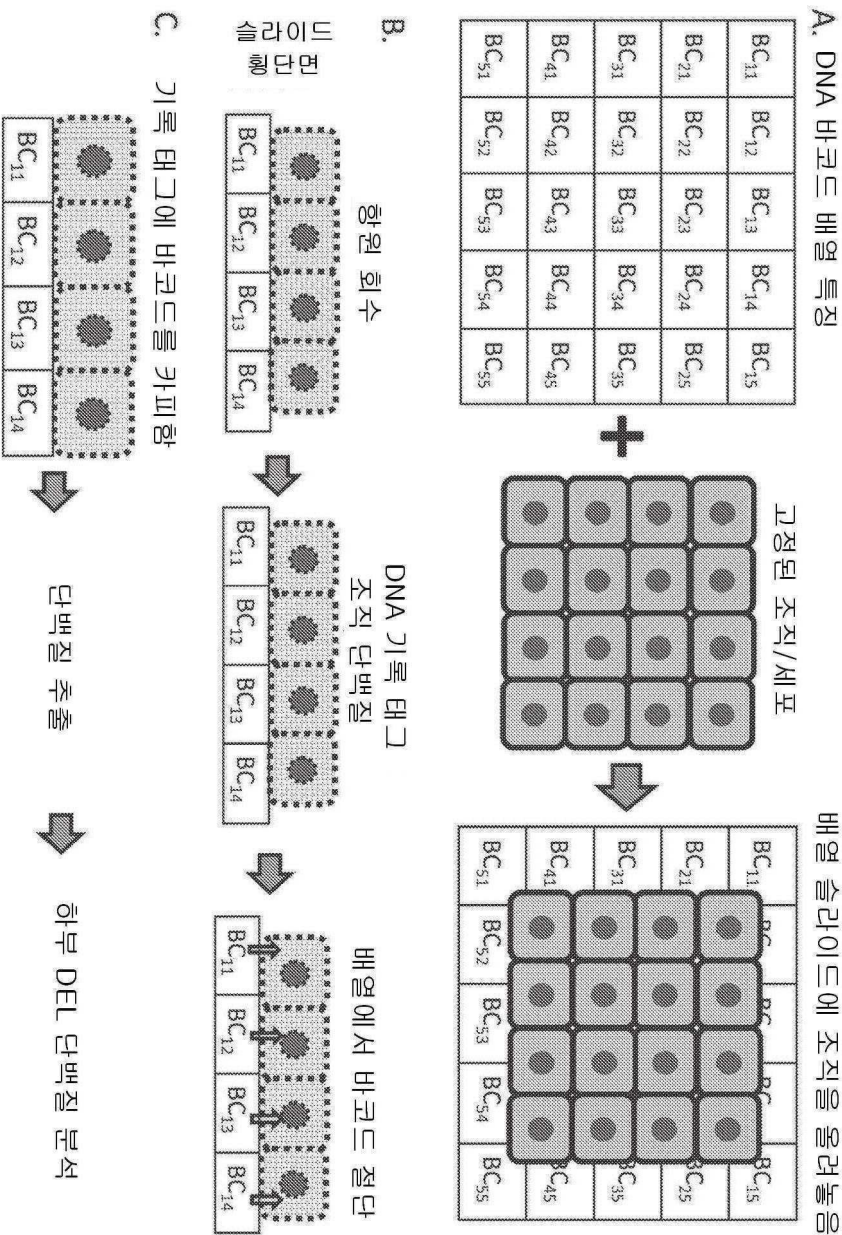 A. DNA 바코드 배열 특징
고정된 조직/세포
배열 슬라이드에 조직을 올려놓음
BC11 BC12 BC13 BC14 BC15
BC21 BC22 BC23 BC24 BC25
BC31 BC32 BC33 BC34 BC35
BC41 BC42 BC43 BC44 BC45
BC51 BC52 BC53 BC54 BC55
+
BC11 BC15
BC21 BC25
BC31 BC35
BC41 BC45
BC51 BC52 BC53 BC54 BC55
B.
항원 회수
DNA 기록 태그
조직 단백질
배열에서 바코드 절단
슬라이드
횡단면
BC11 BC12 BC13 BC14
BC11 BC12 BC13 BC14
BC11 BC12 BC13 BC14
C. 기록 태그에 바코드를 카피함
BC11 BC12 BC13 BC14
단백질 추출
하부 DEL 단백질 분석